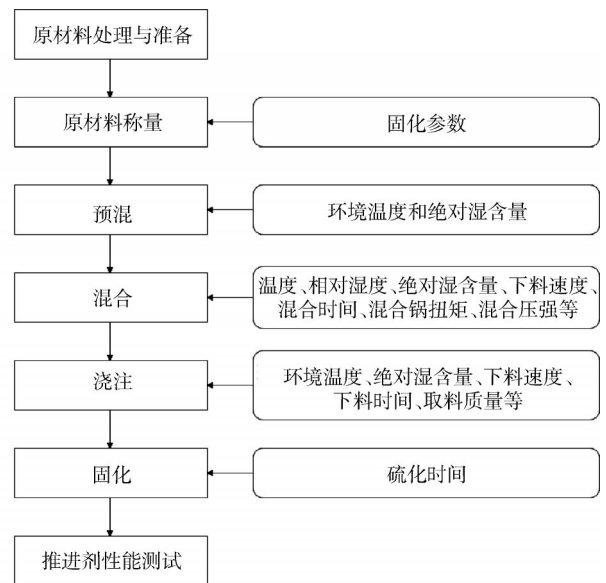 原材料处理与准备
原材料称量
固化参数
预混
环境温度和绝对湿含量
混合
温度、相对湿度、绝对湿含量、下料速度、
混合时间、混合锅扭矩、混合压强等
浇注
环境温度、绝对湿含量、下料速度、
下料时间、取料质量等
固化
硫化时间
推进剂性能测试